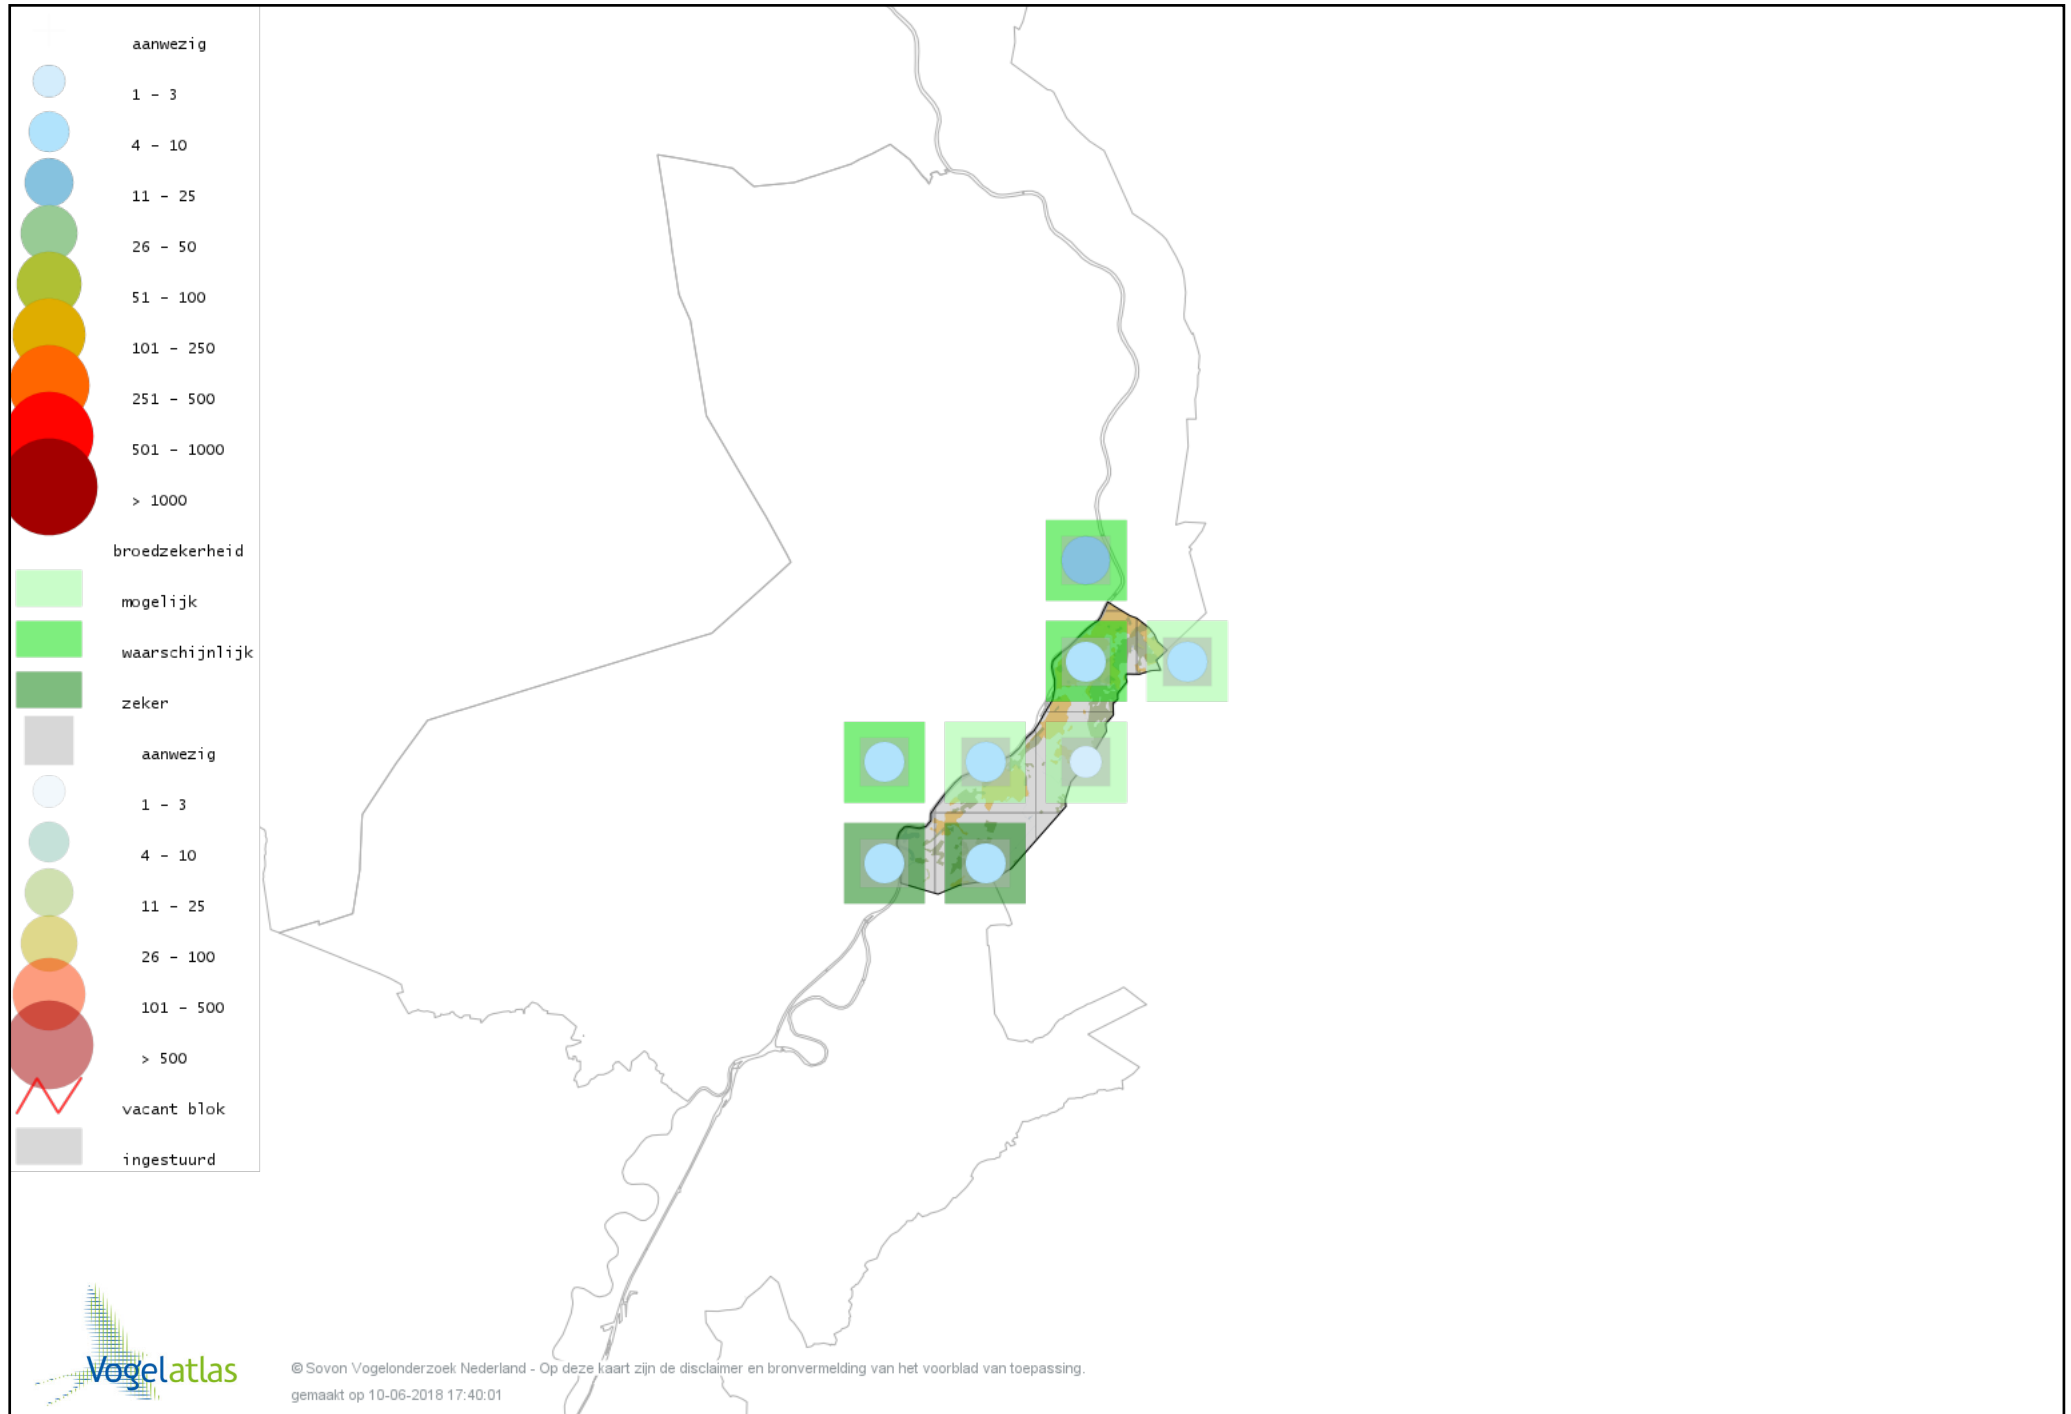 aanwezig
1 - 3
4 - 10
11 - 25
26 - 50
51 - 100
101 - 250
251 - 500
501 - 1000
> 1000
broedzekerheid
mogelijk
waarschijnlijk
zeker
aanwezig
1 - 3
4 - 10
11 - 25
26 - 100
101 - 500
> 500
vacant blok
ingestuurd
Vogelatlas
© Sovon Vogelonderzoek Nederland - Op deze kaart zijn de disclaimer en bronvermelding van het voorblad van toepassing.
gemaakt op 10-06-2018 17:40:01